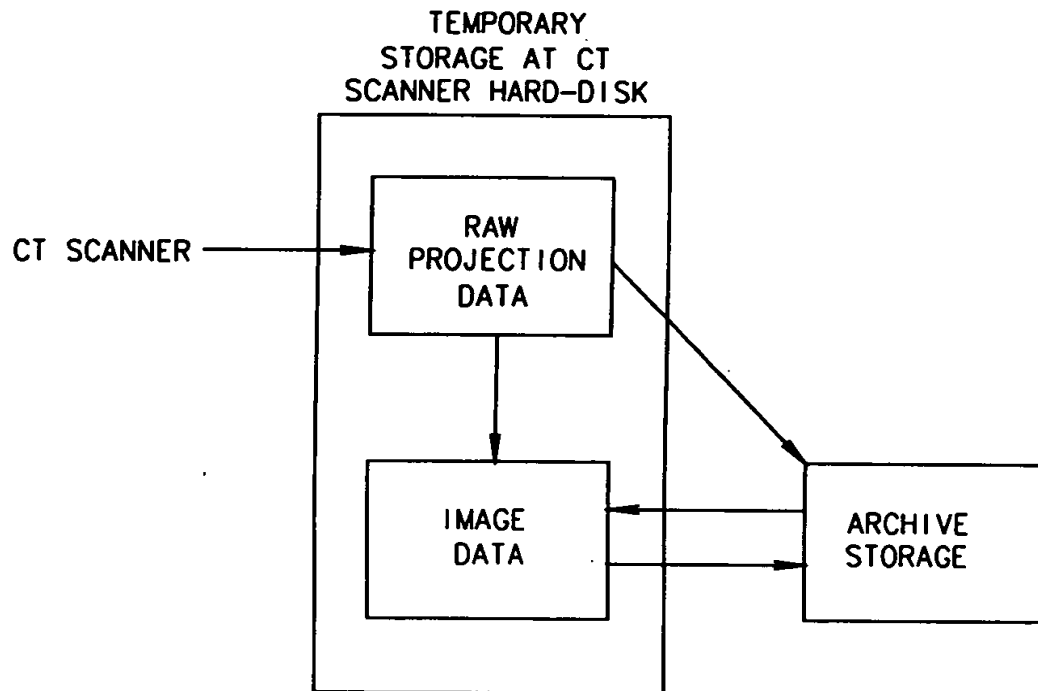 TEMPORARY
STORAGE AT CT
SCANNER HARD-DISK
CT SCANNER
RAW
PROJECTION
DATA
IMAGE
DATA
ARCHIVE
STORAGE